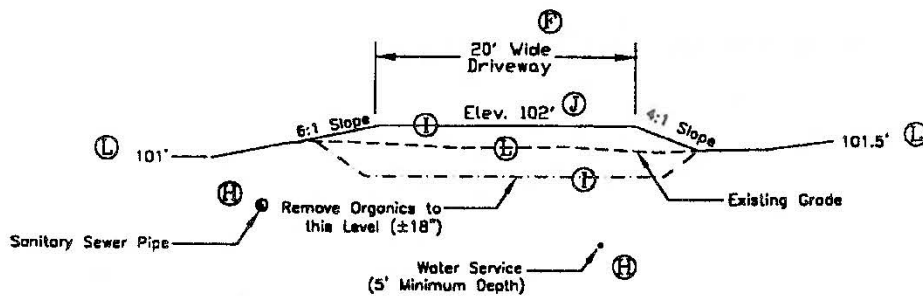 F
20' Wide
Driveway
6:1 Slope
I
Elev. 102'
J
4:1 Slope
L
101'
L
101.5'
L
H
I
Remove Organics to
this Level (±18")
Existing Grade
Sanitary Sewer Pipe
Water Service
(5' Minimum Depth)
H